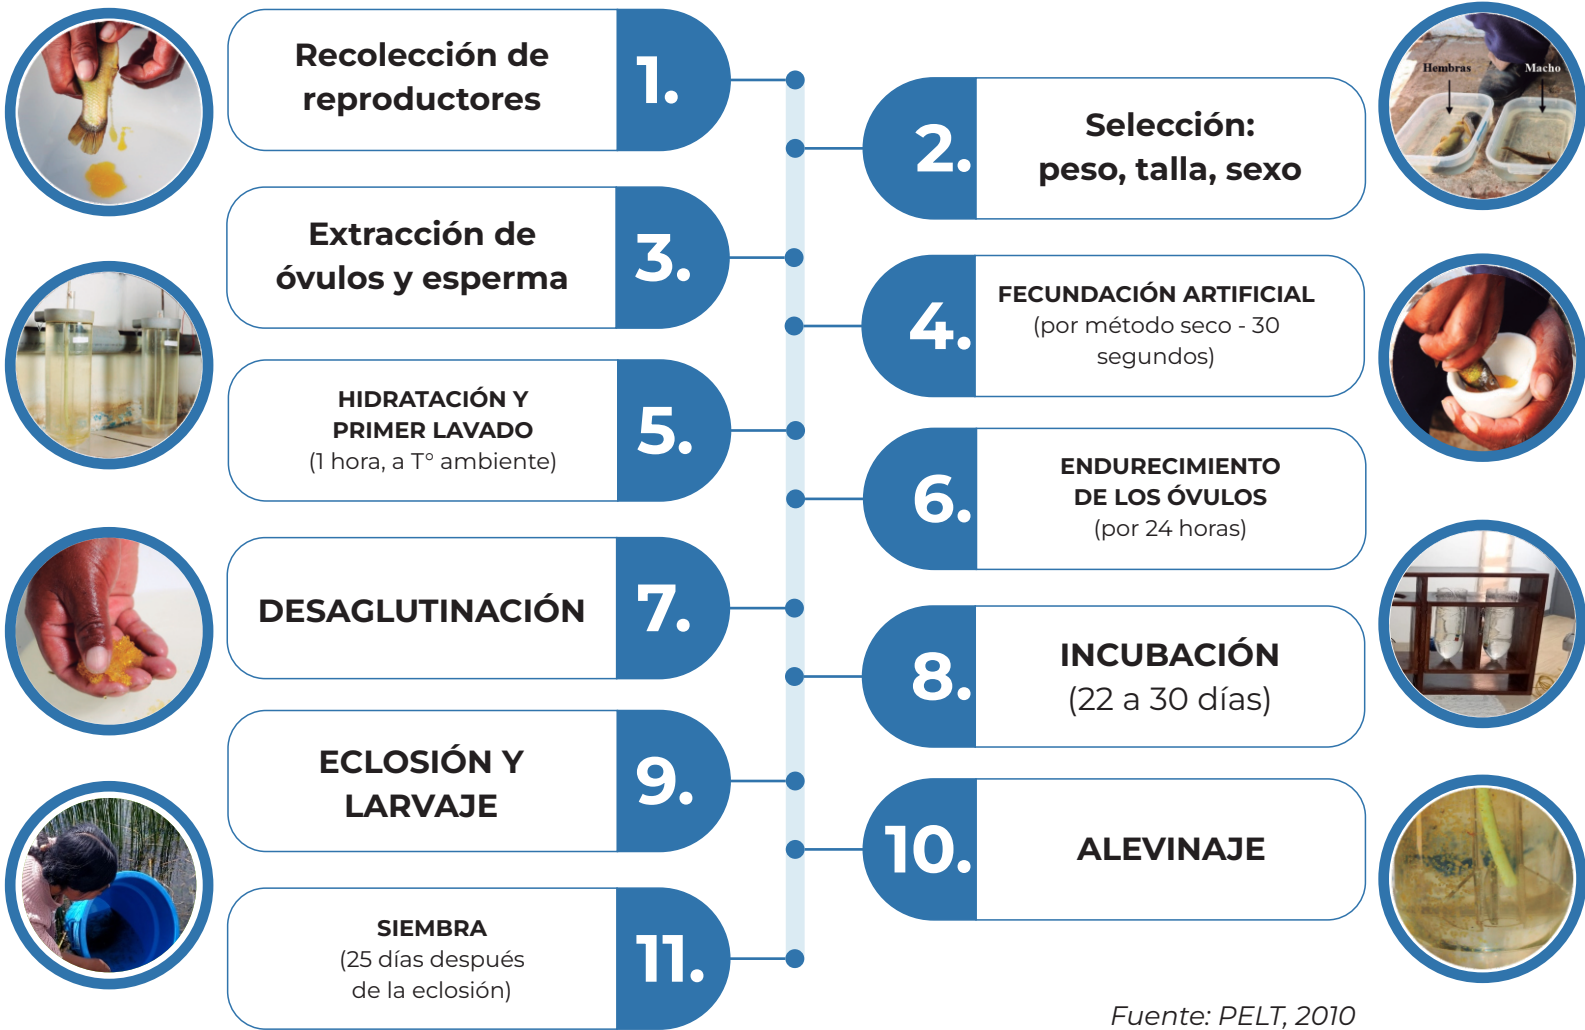 Recolección de
reproductores
1.
Hembras
Macho
2.
Selección:
peso, talla, sexo
Extracción de
óvulos y esperma
3.
4.
FECUNDACIÓN ARTIFICIAL
(por método seco - 30
segundos)
HIDRATACIÓN Y
PRIMER LAVADO
(1 hora, a T° ambiente)
5.
6.
ENDURECIMIENTO
DE LOS ÓVULOS
(por 24 horas)
DESAGLUTINACIÓN
7.
8.
INCUBACIÓN
(22 a 30 días)
ECLOSIÓN Y
LARVAJE
9.
10.
ALEVINAJE
SIEMBRA
(25 días después
de la eclosión)
11.
Fuente: PELT, 2010